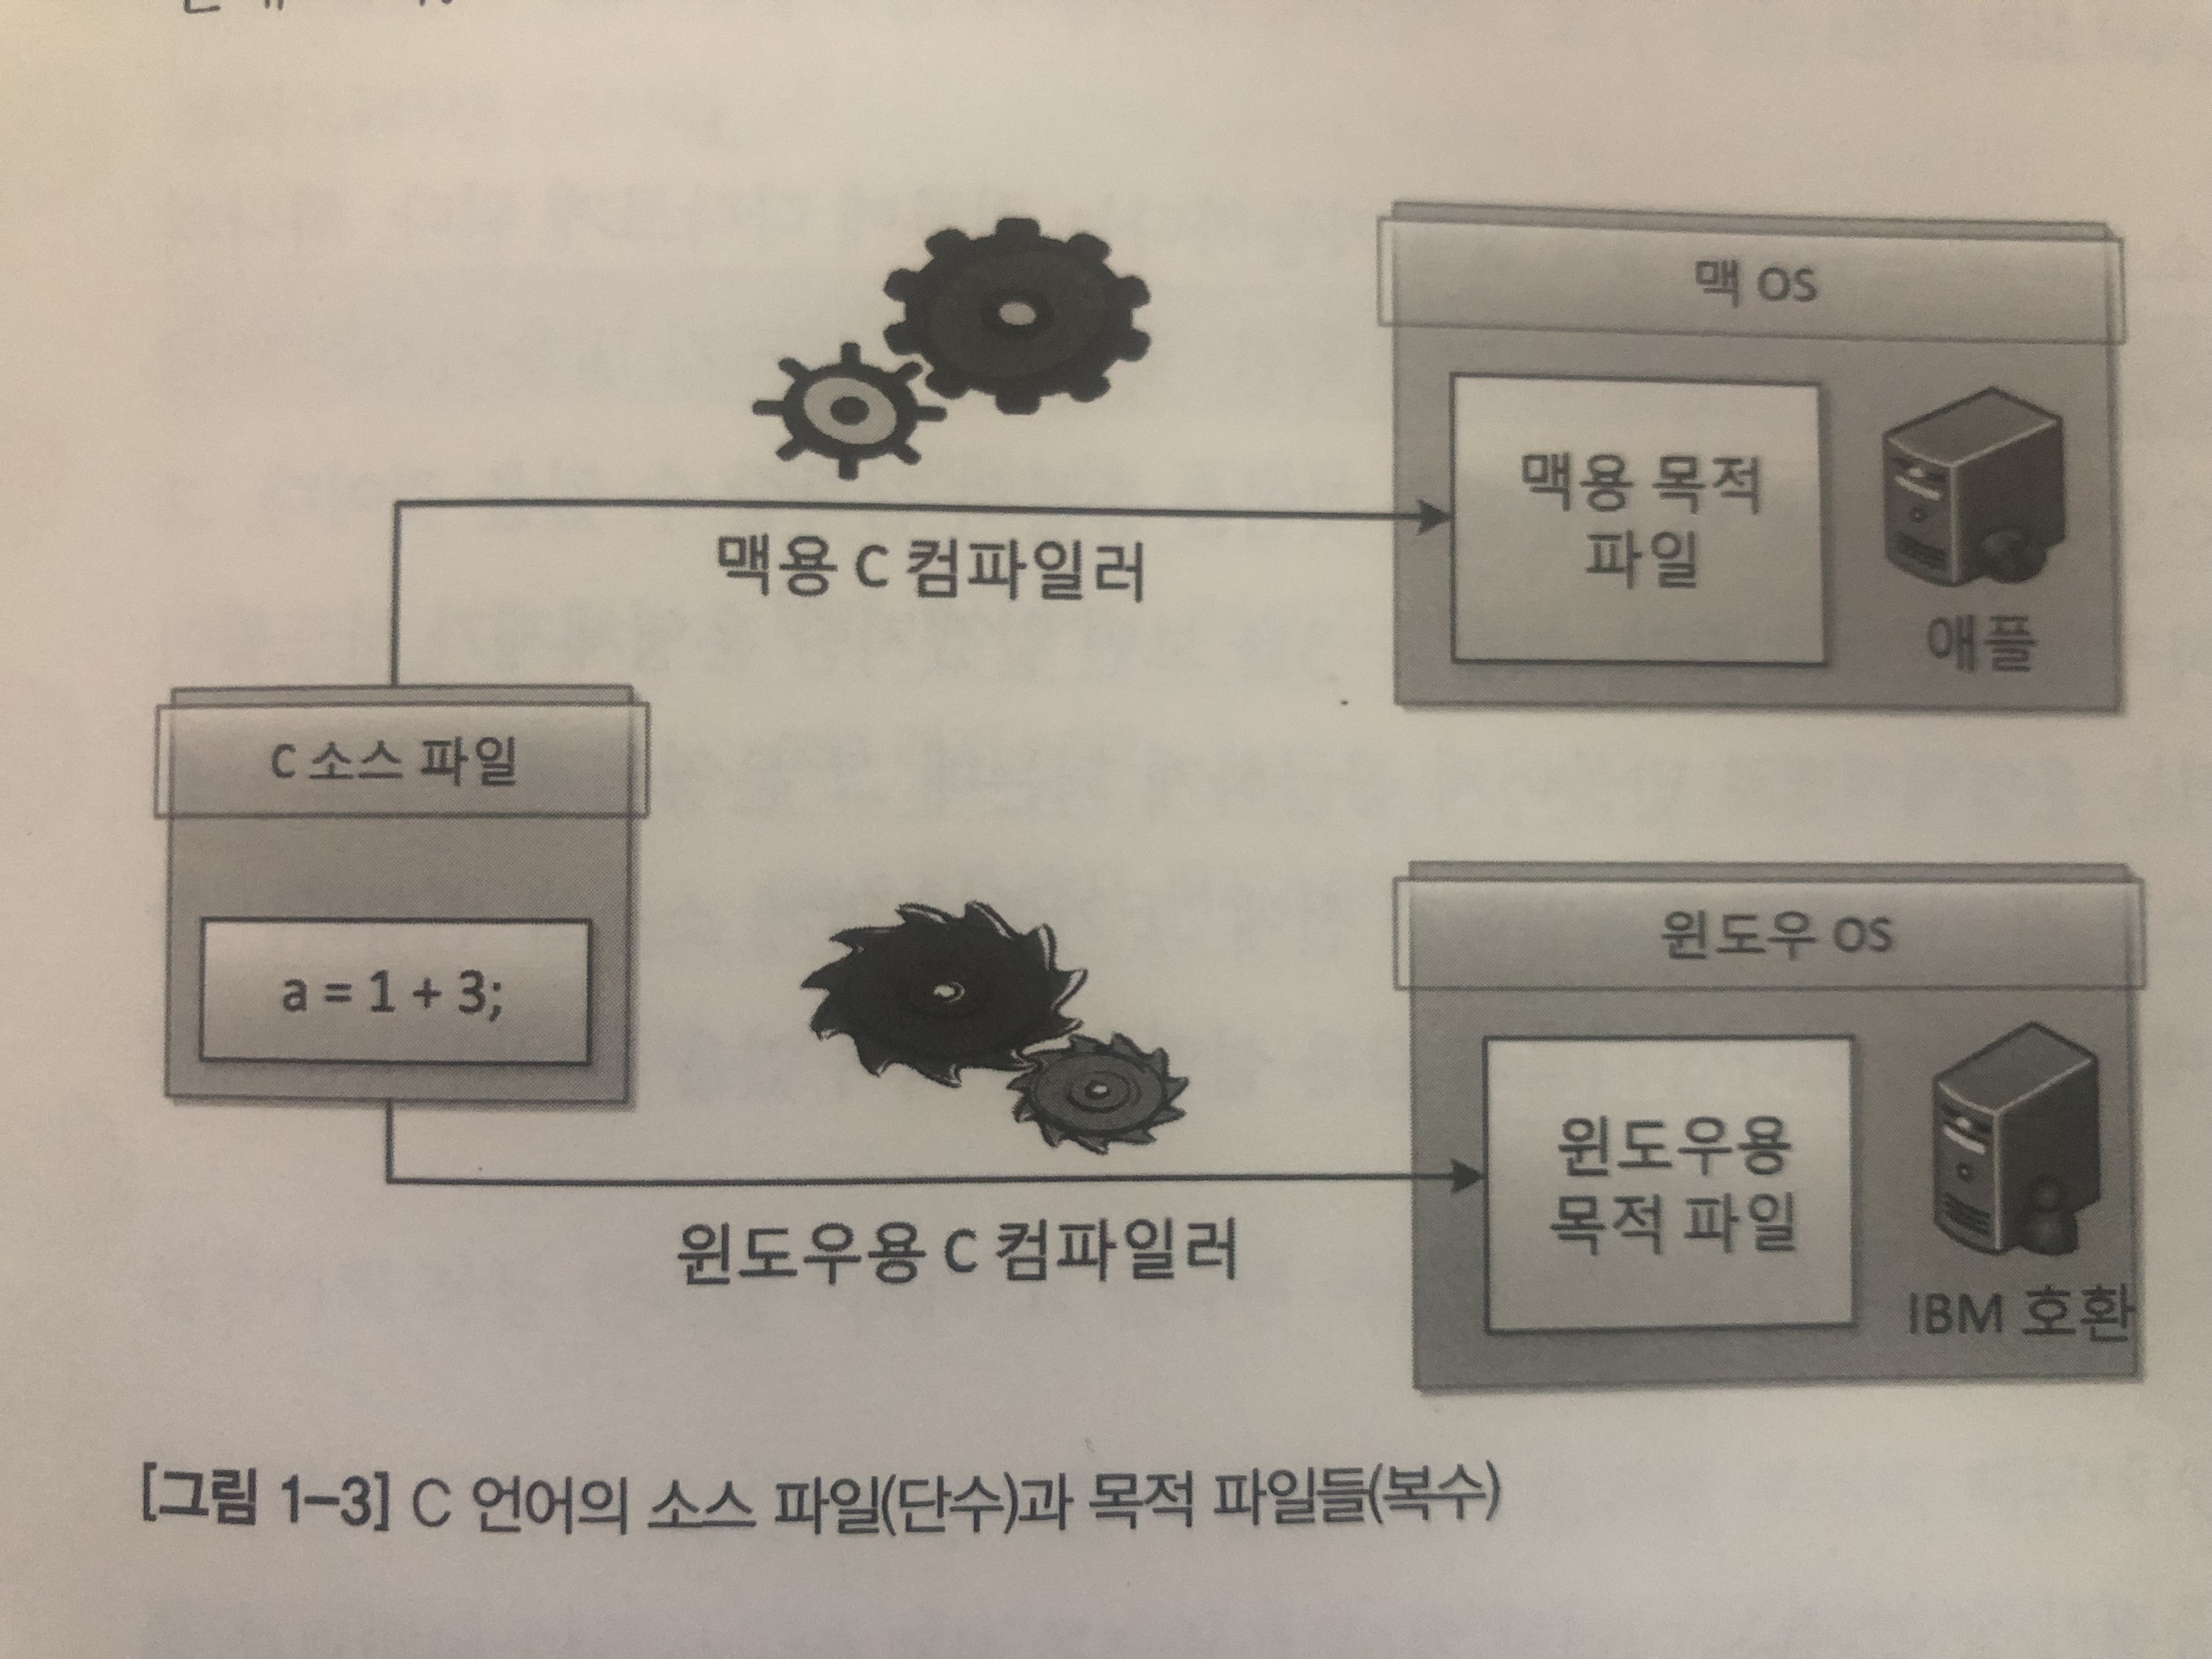 맥 OS
맥용 목적
파일
애플
맥용 C 컴파일러
C 소스 파일
a = 1 + 3;
윈도우 OS
윈도우용
목적 파일
IBM 호환
윈도우용 C 컴파일러
[그림 1-3] C 언어의 소스 파일(단수)과 목적 파일들(복수)